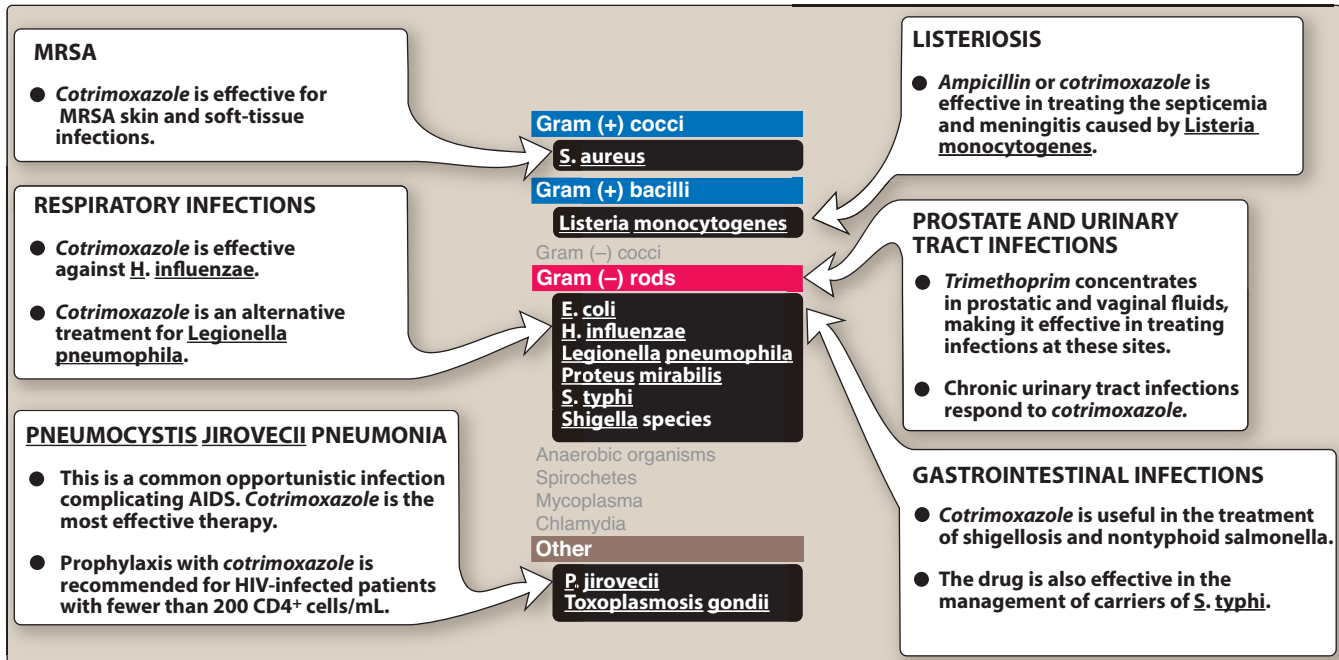 MRSA
● Cotrimoxazole is effective for
MRSA skin and soft-tissue
infections.
RESPIRATORY INFECTIONS
● Cotrimoxazole is effective
against H. influenzae.
● Cotrimoxazole is an alternative
treatment for Legionella
pneumophila.
PNEUMOCYSTIS JIROVECII PNEUMONIA
● This is a common opportunistic infection
complicating AIDS. Cotrimoxazole is the
most effective therapy.
● Prophylaxis with cotrimoxazole is
recommended for HIV-infected patients
with fewer than 200 CD4+ cells/mL.
Gram (+) cocci
S. aureus
Gram (+) bacilli
Listeria monocytogenes
Gram (–) cocci
Gram (–) rods
E. coli
H. influenzae
Legionella pneumophila
Proteus mirabilis
S. typhi
Shigella species
Anaerobic organisms
Spirochetes
Mycoplasma
Chlamydia
Other
P. jirovecii
Toxoplasmosis gondii
LISTERIOSIS
● Ampicillin or cotrimoxazole is
effective in treating the septicemia
and meningitis caused by Listeria
monocytogenes.
PROSTATE AND URINARY
TRACT INFECTIONS
● Trimethoprim concentrates
in prostatic and vaginal fluids,
making it effective in treating
infections at these sites.
● Chronic urinary tract infections
respond to cotrimoxazole.
GASTROINTESTINAL INFECTIONS
● Cotrimoxazole is useful in the treatment
of shigellosis and nontyphoid salmonella.
● The drug is also effective in the
management of carriers of S. typhi.